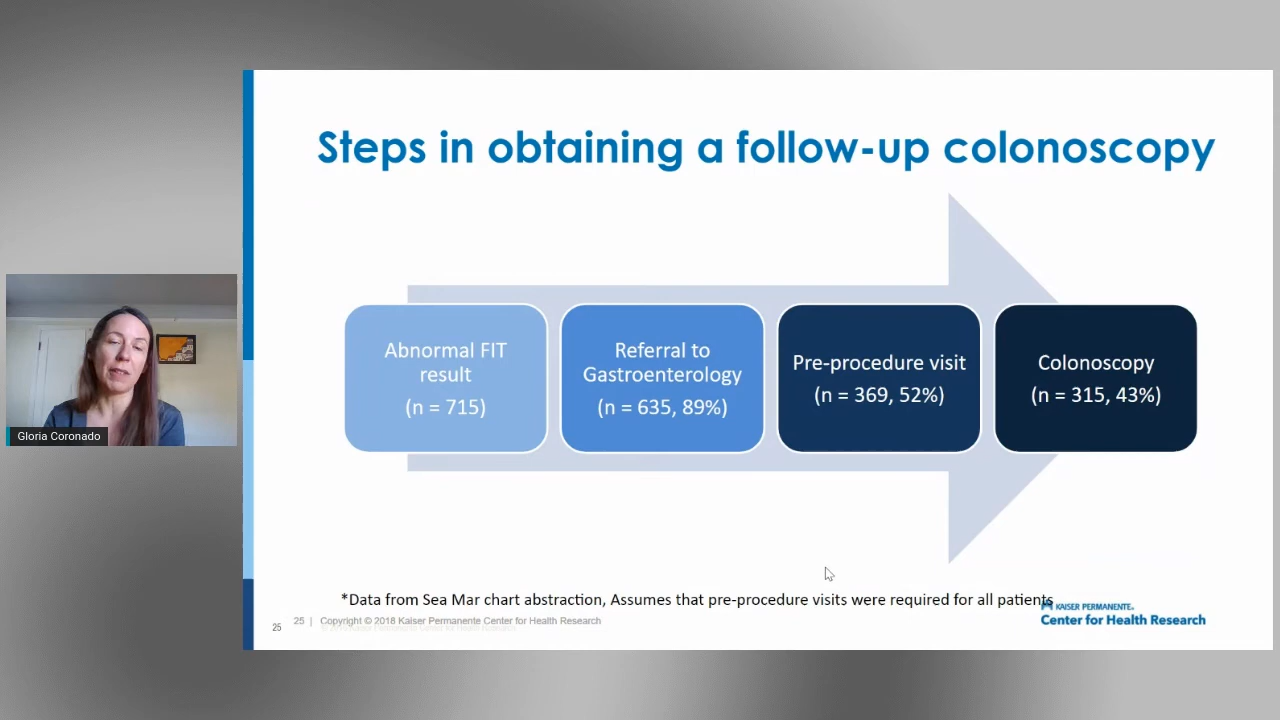 Steps in obtaining a follow-up colonoscopy
Abnormal FIT
result
(n = 715)
Referral to
Gastroenterology
(n = 635, 89%)
Pre-procedure visit
(n = 369, 52%)
Colonoscopy
(n = 315, 43%)
Gloria Coronado
*Data from Sea Mar chart abstraction, Assumes that pre-procedure visits were required for all patients
KAISER PERMANENTE®
Center for Health Research
25 | Copyright © 2018 Kaiser Permanente Center for Health Research
25